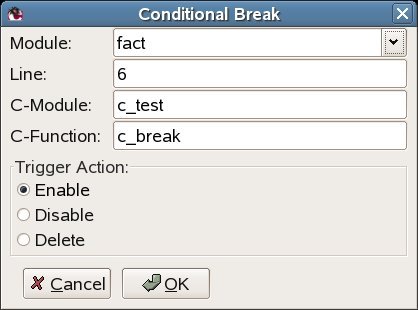 Conditional Break
Module: fact
Line: 6
C-Module: c_test
C-Function: c_break
Trigger Action:
Enable
Disable
Delete
Cancel OK